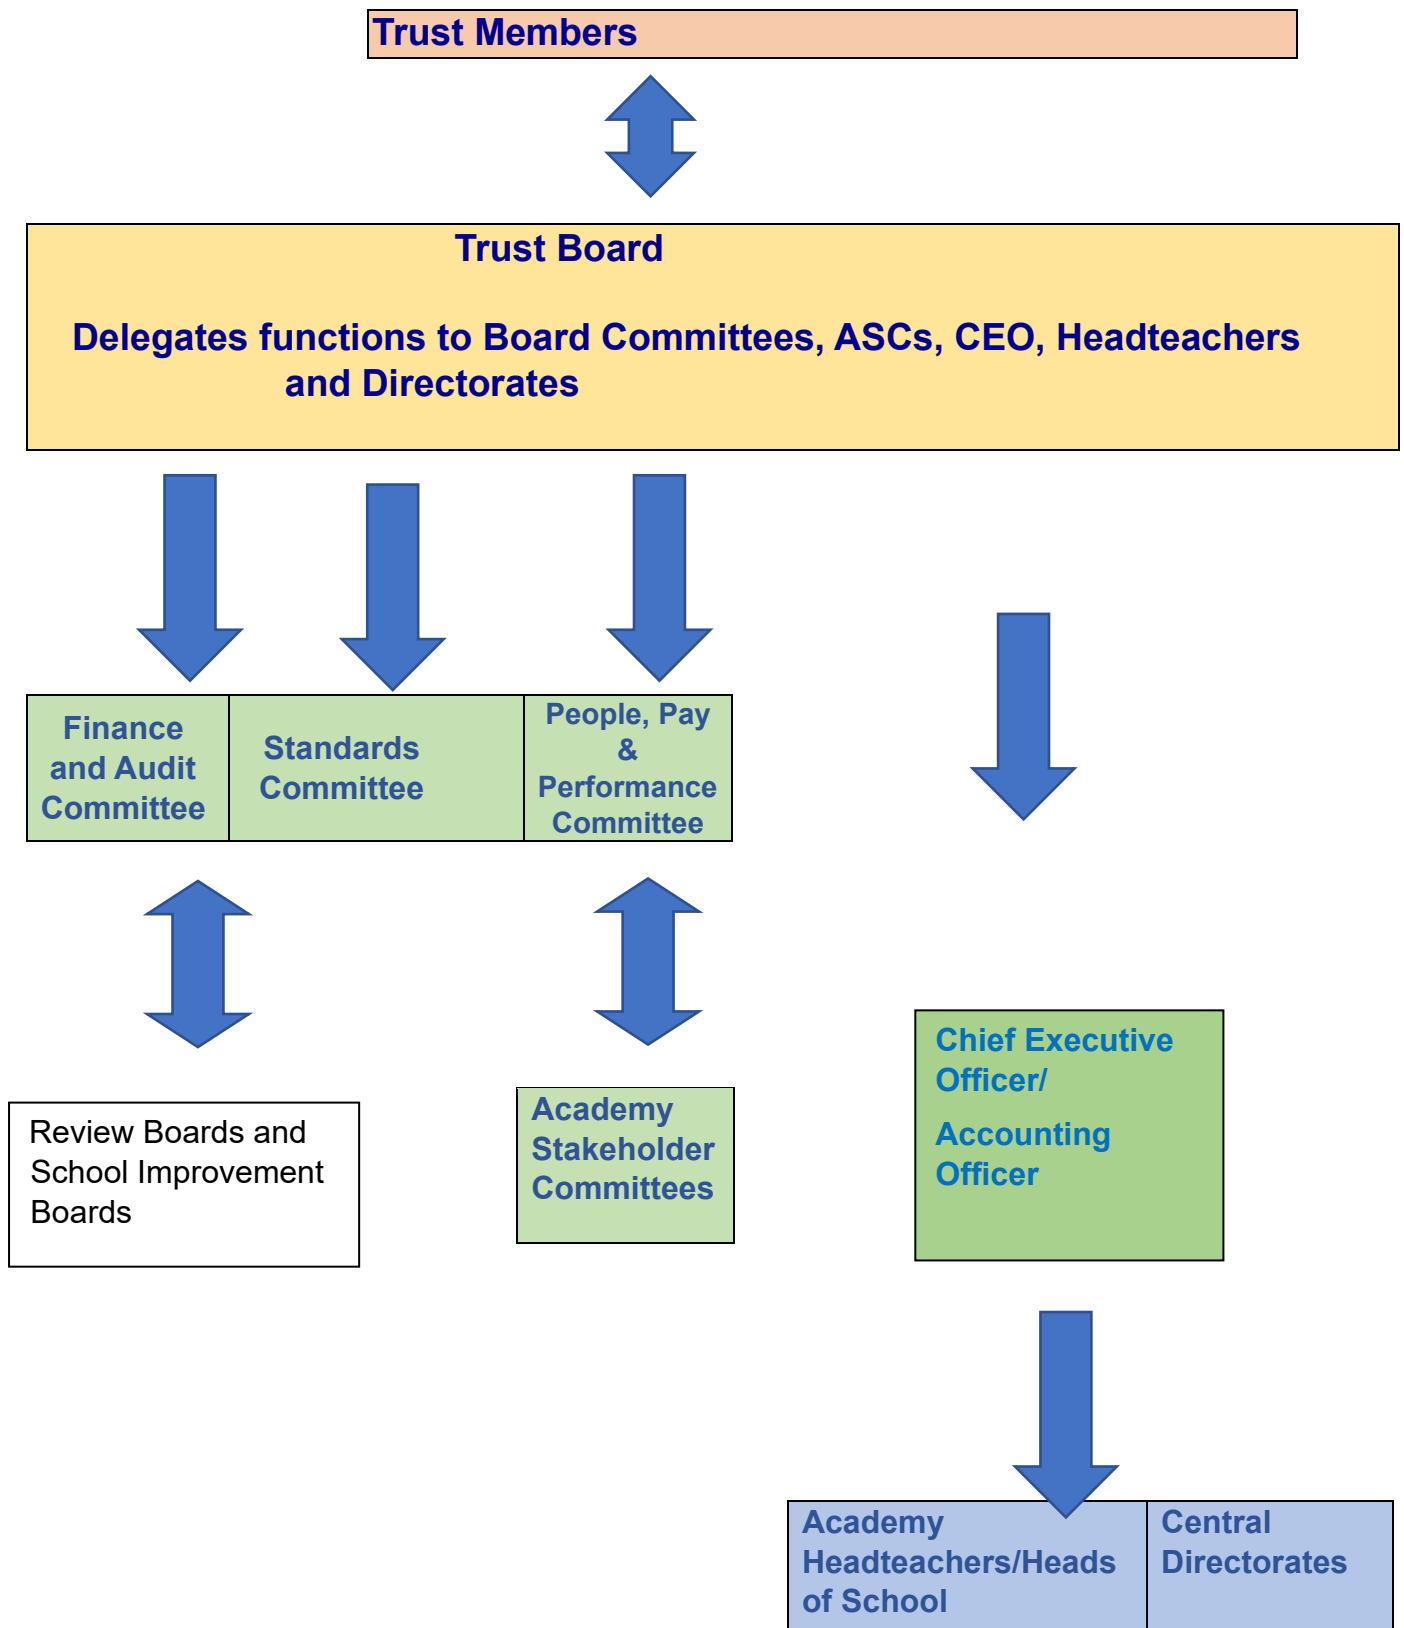 Trust Members
Trust Board
Delegates functions to Board Committees, ASCs, CEO, Headteachers
and Directorates
Finance
and Audit
Committee
Standards
Committee
People, Pay
&
Performance
Committee
Review Boards and
School Improvement
Boards
Academy
Stakeholder
Committees
Chief Executive
Officer/
Accounting
Officer
Academy
Headteachers/Heads
of School
Central
Directorates